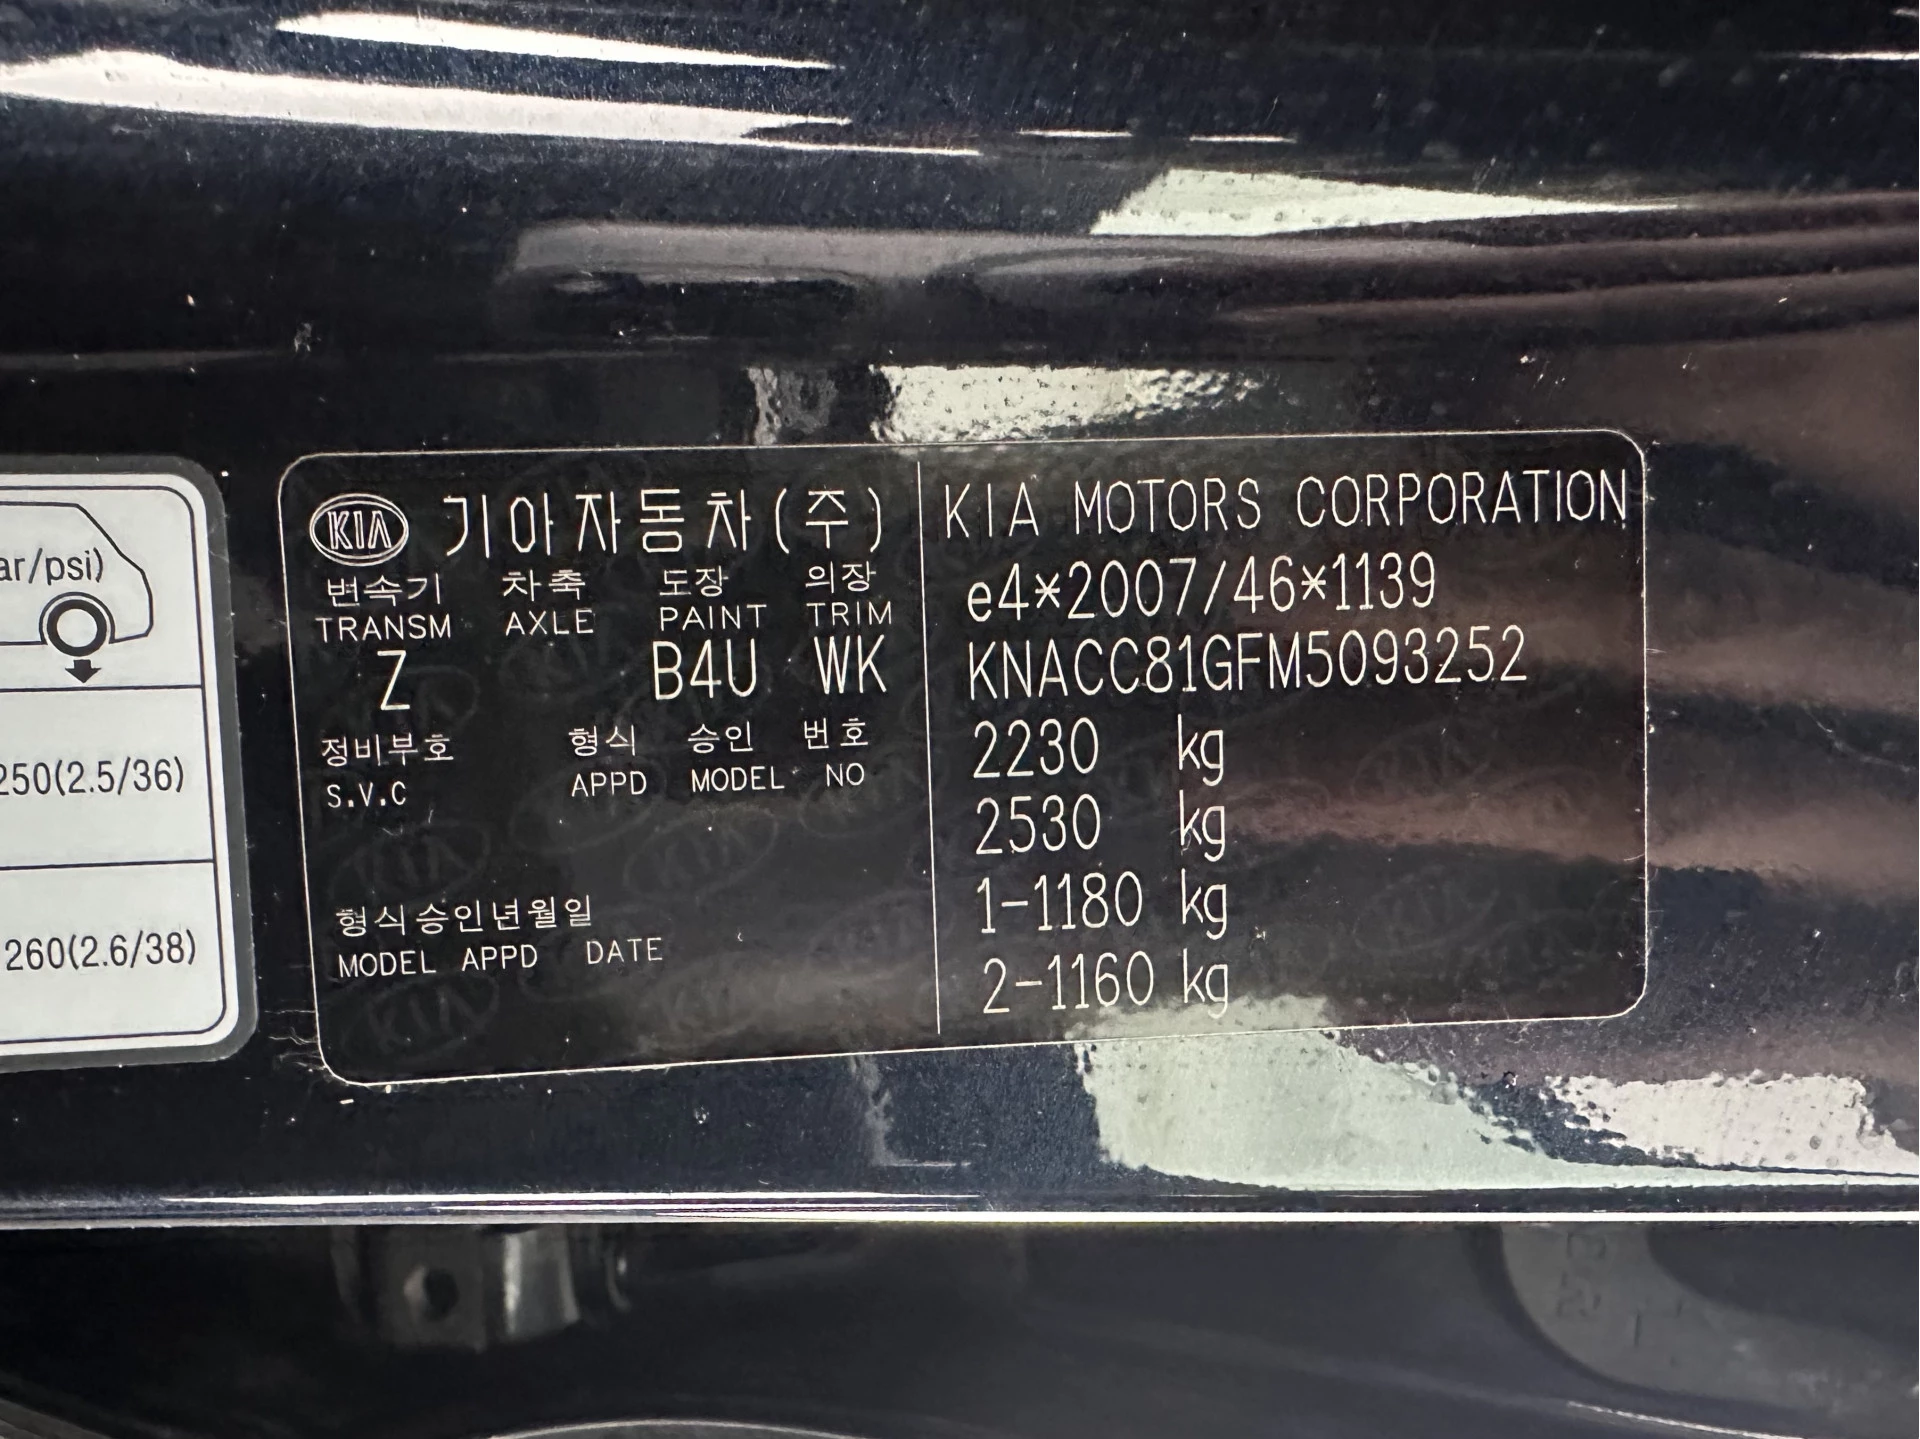 ar/psi)
250(2.5/36)
260(2.6/38)
KIA 기아자동차(주)
변속기 차축 도장 의장
TRANSM AXLE PAINT TRIM
Z B4U WK
정비부호 형식 승인 번호
S.V.C APPD MODEL NO
형식승인년월일
MODEL APPD DATE
KIA MOTORS CORPORATION
e4*2007/46*1139
KNACC81GFM5093252
2230 kg
2530 kg
1-1180 kg
2-1160 kg